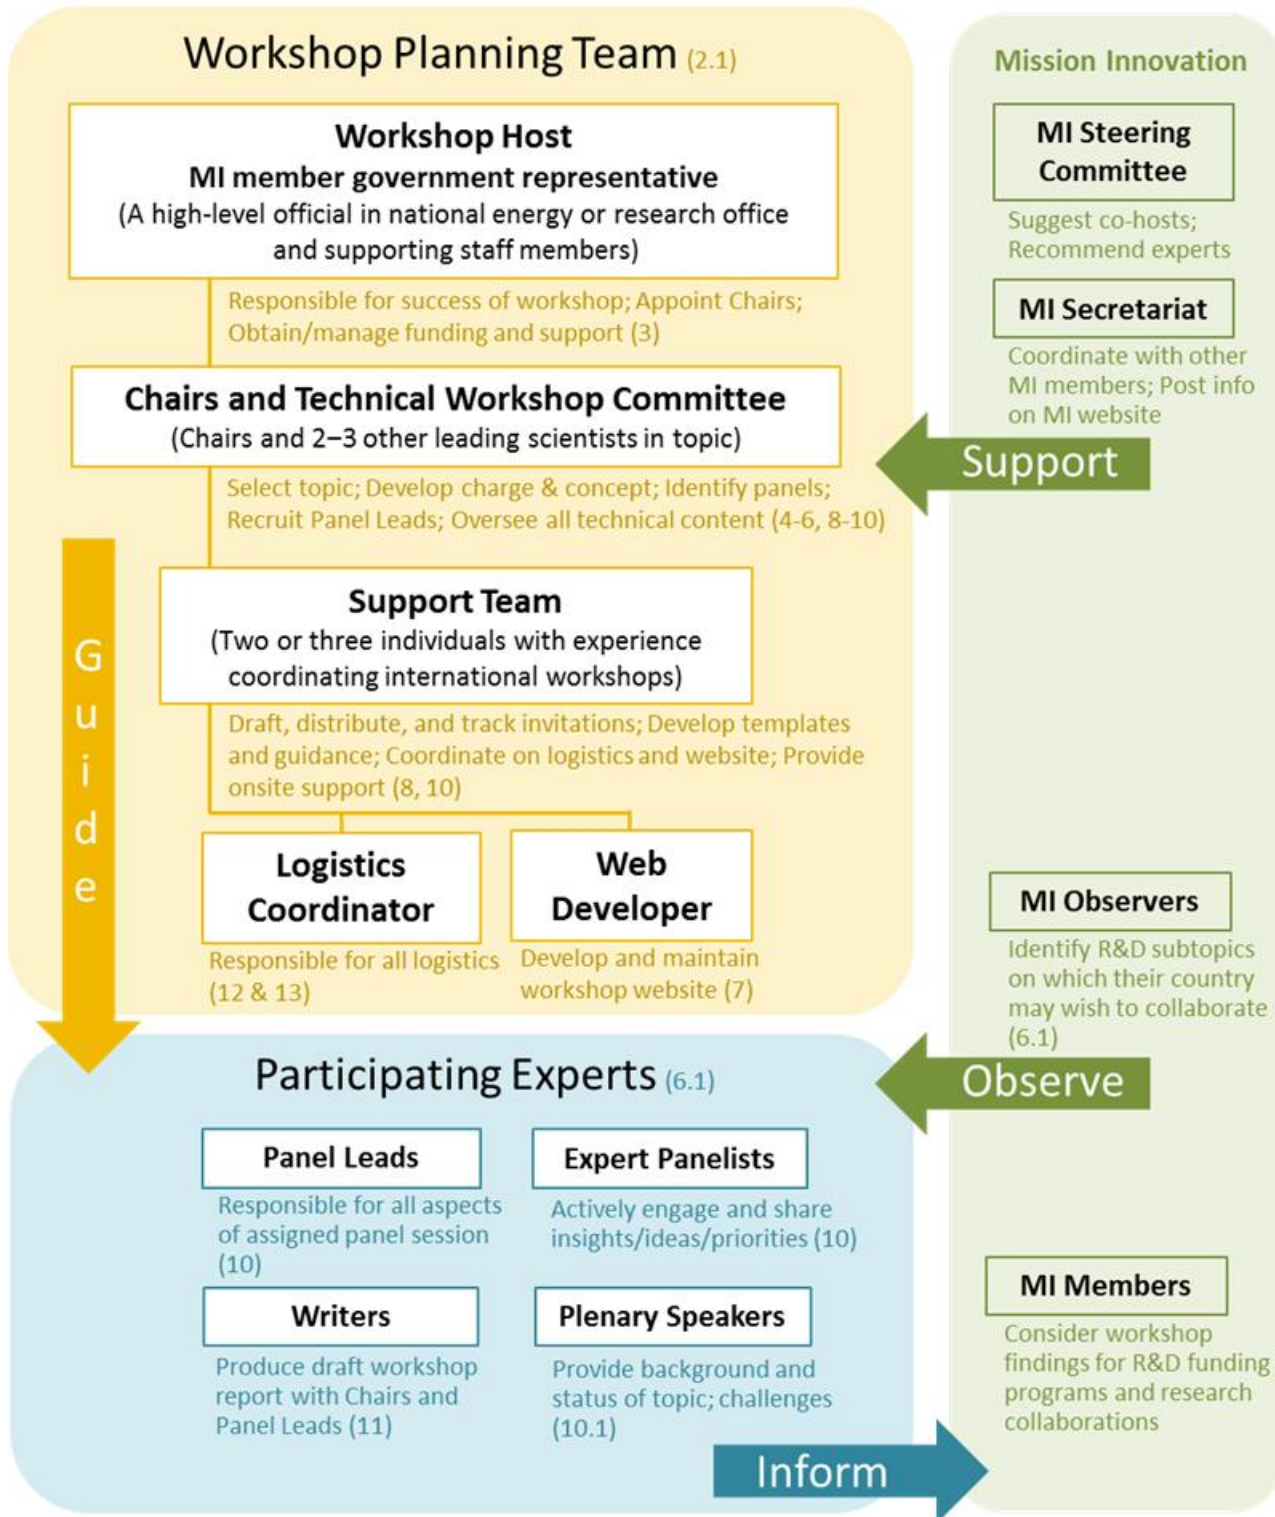 Workshop Planning Team (2.1)
Workshop Host
MI member government representative
(A high-level official in national energy or research office
and supporting staff members)
Responsible for success of workshop; Appoint Chairs;
Obtain/manage funding and support (3)
Chairs and Technical Workshop Committee
(Chairs and 2–3 other leading scientists in topic)
Select topic; Develop charge & concept; Identify panels;
Recruit Panel Leads; Oversee all technical content (4-6, 8-10)
Support Team
(Two or three individuals with experience
coordinating international workshops)
Draft, distribute, and track invitations; Develop templates
and guidance; Coordinate on logistics and website; Provide
onsite support (8, 10)
Logistics
Coordinator
Responsible for all logistics
(12 & 13)
Web
Developer
Develop and maintain
workshop website (7)
Guide
Participating Experts (6.1)
Panel Leads
Responsible for all aspects
of assigned panel session
(10)
Expert Panelists
Actively engage and share
insights/ideas/priorities (10)
Writers
Produce draft workshop
report with Chairs and
Panel Leads (11)
Plenary Speakers
Provide background and
status of topic; challenges
(10.1)
Inform
Mission Innovation
MI Steering
Committee
Suggest co-hosts;
Recommend experts
MI Secretariat
Coordinate with other
MI members; Post info
on MI website
Support
MI Observers
Identify R&D subtopics
on which their country
may wish to collaborate
(6.1)
Observe
MI Members
Consider workshop
findings for R&D funding
programs and research
collaborations